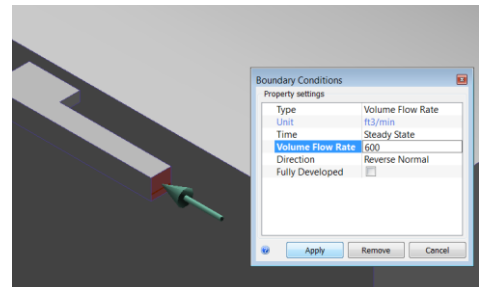 Boundary Conditions
Property settings
Type Volume Flow Rate
Unit ft3/min
Time Steady State
Volume Flow Rate 600
Direction Reverse Normal
Fully Developed
Apply Remove Cancel